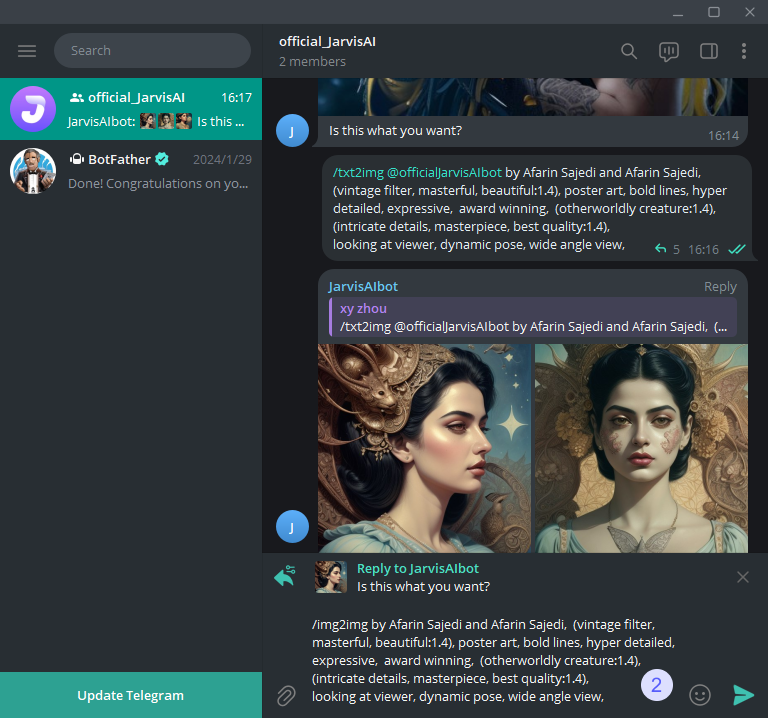 Search
official_JarvisAI
16:17
JarvisAIbot: Is this ...
BotFather
2024/1/29
Done! Congratulations on yo...
Update Telegram
official_JarvisAI
2 members
J
Is this what you want?
16:14
/txt2img @officialJarvisAIbot by Afarin Sajedi and Afarin Sajedi,
(vintage filter, masterful, beautiful:1.4), poster art, bold lines, hyper
detailed, expressive,  award winning,  (otherworldly creature:1.4),
(intricate details, masterpiece, best quality:1.4),
looking at viewer, dynamic pose, wide angle view,
5 16:16
JarvisAIbot
Reply
xy zhou
/txt2img @officialJarvisAIbot by Afarin Sajedi and Afarin Sajedi,  (...
J
Reply to JarvisAIbot
Is this what you want?
/img2img by Afarin Sajedi and Afarin Sajedi,  (vintage filter,
masterful, beautiful:1.4), poster art, bold lines, hyper detailed,
expressive,  award winning,  (otherworldly creature:1.4),
(intricate details, masterpiece, best quality:1.4),
looking at viewer, dynamic pose, wide angle view,
2